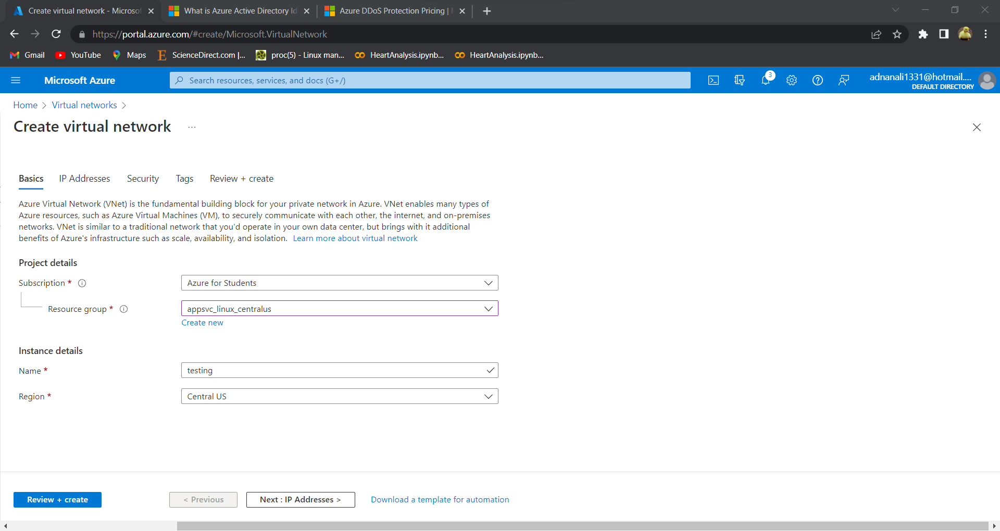 Create virtual network - Microsof
What is Azure Active Directory Id
Azure DDoS Protection Pricing |
https://portal.azure.com/#create/Microsoft.VirtualNetwork
Gmail
YouTube
Maps
ScienceDirect.com |...
proc(5) - Linux man...
HeartAnalysis.ipynb...
HeartAnalysis.ipynb...
Microsoft Azure
Search resources, services, and docs (G+/)
3
adnanali1331@hotmail....
DEFAULT DIRECTORY
Home > Virtual networks >
Create virtual network ...
Basics
IP Addresses
Security
Tags
Review + create
Azure Virtual Network (VNet) is the fundamental building block for your private network in Azure. VNet enables many types of
Azure resources, such as Azure Virtual Machines (VM), to securely communicate with each other, the internet, and on-premises
networks. VNet is similar to a traditional network that you'd operate in your own data center, but brings with it additional
benefits of Azure's infrastructure such as scale, availability, and isolation. Learn more about virtual network
Project details
Subscription *
Azure for Students
Resource group *
appsvc_linux_centralus
Create new
Instance details
Name *
testing
Region *
Central US
Review + create
< Previous
Next : IP Addresses >
Download a template for automation